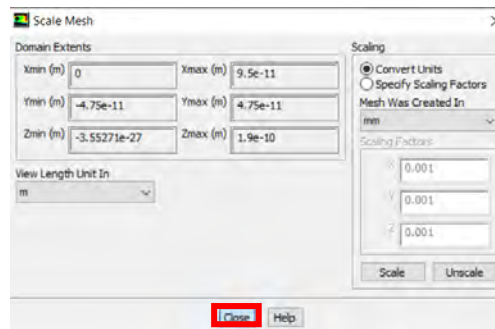 Scale Mesh
Domain Extents
Xmin (m) 0 Xmax (m) 9.5e-11
Ymin (m) -4.75e-11 Ymax (m) 4.75e-11
Zmin (m) -3.55271e-27 Zmax (m) 1.9e-10
View Length Unit In
m
Scaling
Convert Units
Specify Scaling Factors
Mesh Was Created In
mm
Scaling Factors
X 0.001
Y 0.001
Z 0.001
Scale Unscale
Close Help